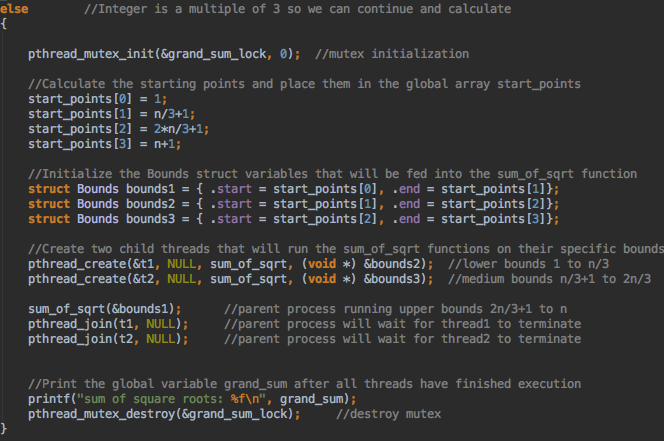 else        //Integer is a multiple of 3 so we can continue and calculate
{
    pthread_mutex_init(&grand_sum_lock, 0);  //mutex initialization
    //Calculate the starting points and place them in the global array start_points
    start_points[0] = 1;
    start_points[1] = n/3+1;
    start_points[2] = 2*n/3+1;
    start_points[3] = n+1;
    //Initialize the Bounds struct variables that will be fed into the sum_of_sqrt function
    struct Bounds bounds1 = { .start = start_points[0], .end = start_points[1]};
    struct Bounds bounds2 = { .start = start_points[1], .end = start_points[2]};
    struct Bounds bounds3 = { .start = start_points[2], .end = start_points[3]};
    //Create two child threads that will run the sum_of_sqrt functions on their specific bounds
    pthread_create(&t1, NULL, sum_of_sqrt, (void *) &bounds2);  //lower bounds 1 to n/3
    pthread_create(&t2, NULL, sum_of_sqrt, (void *) &bounds3);  //medium bounds n/3+1 to 2n/3
    sum_of_sqrt(&bounds1);      //parent process running upper bounds 2n/3+1 to n
    pthread_join(t1, NULL);     //parent process will wait for thread1 to terminate
    pthread_join(t2, NULL);     //parent process will wait for thread2 to terminate
    //Print the global variable grand_sum after all threads have finished execution
    printf("sum of square roots: %f\n", grand_sum);
    pthread_mutex_destroy(&grand_sum_lock);     //destroy mutex
}